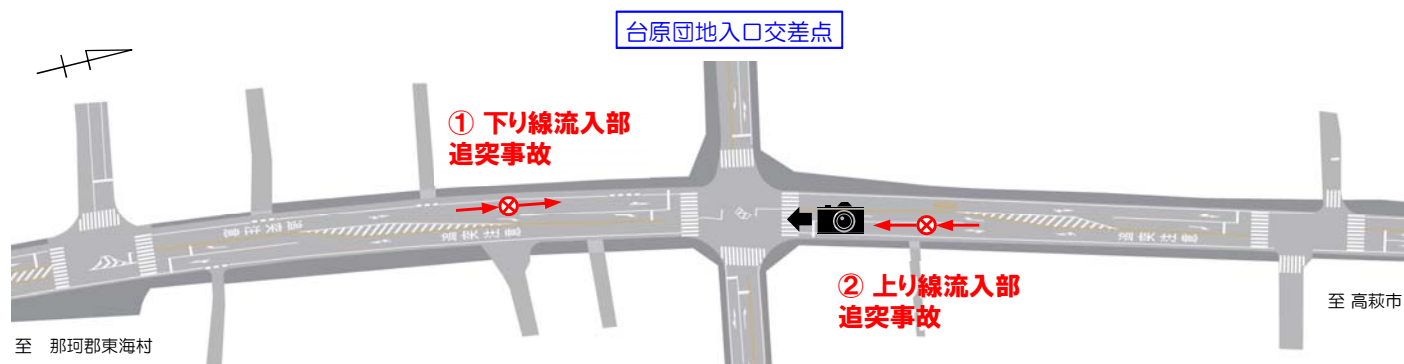 台原団地入口交差点
① 下り線流入部
追突事故
② 上り線流入部
追突事故
至 高萩市
至　那珂郡東海村